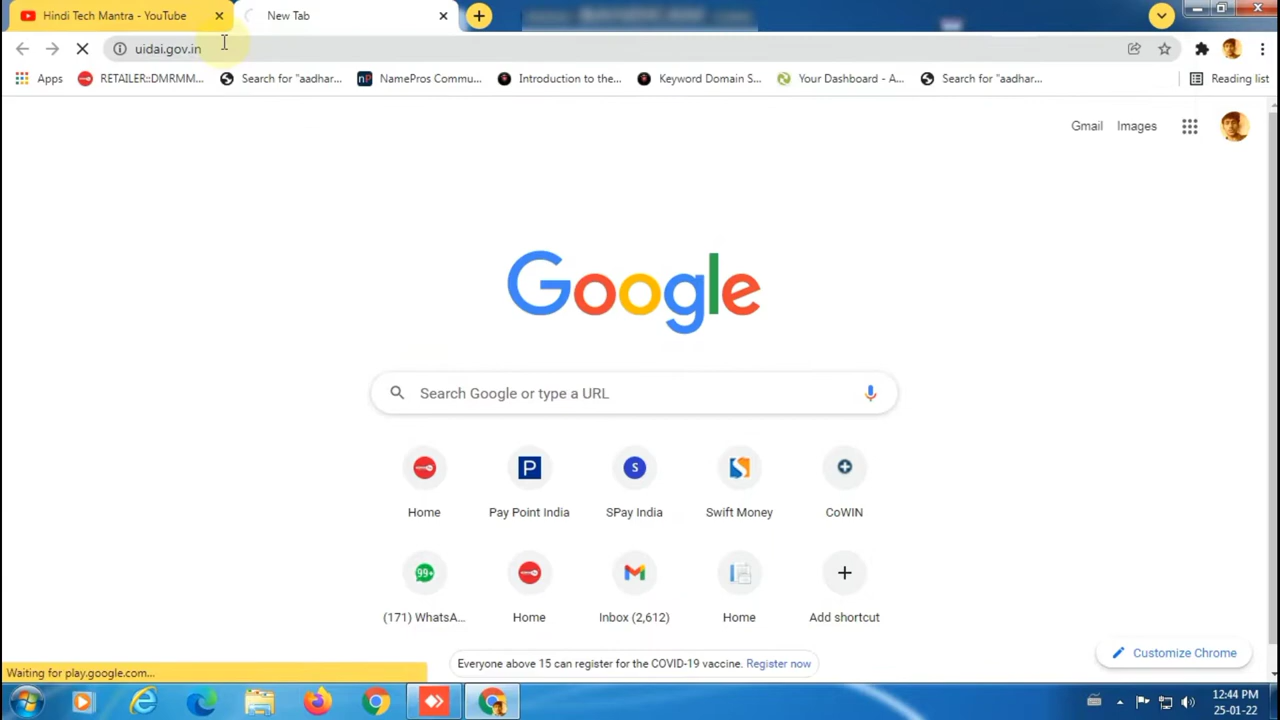 Hindi Tech Mantra - YouTube
New Tab
uidai.gov.in
Apps
RETAILER::DMRMM...
Search for "aadhar...
NamePros Commu...
Introduction to the...
Keyword Domain S...
Your Dashboard - A...
Search for "aadhar...
Reading list
Gmail
Images
Google
Search Google or type a URL
Home
Pay Point India
SPay India
Swift Money
CoWIN
(171) WhatsA...
Home
Inbox (2,612)
Home
Add shortcut
Everyone above 15 can register for the COVID-19 vaccine. Register now
Customize Chrome
Waiting for play.google.com...
12:44 PM
25-01-22